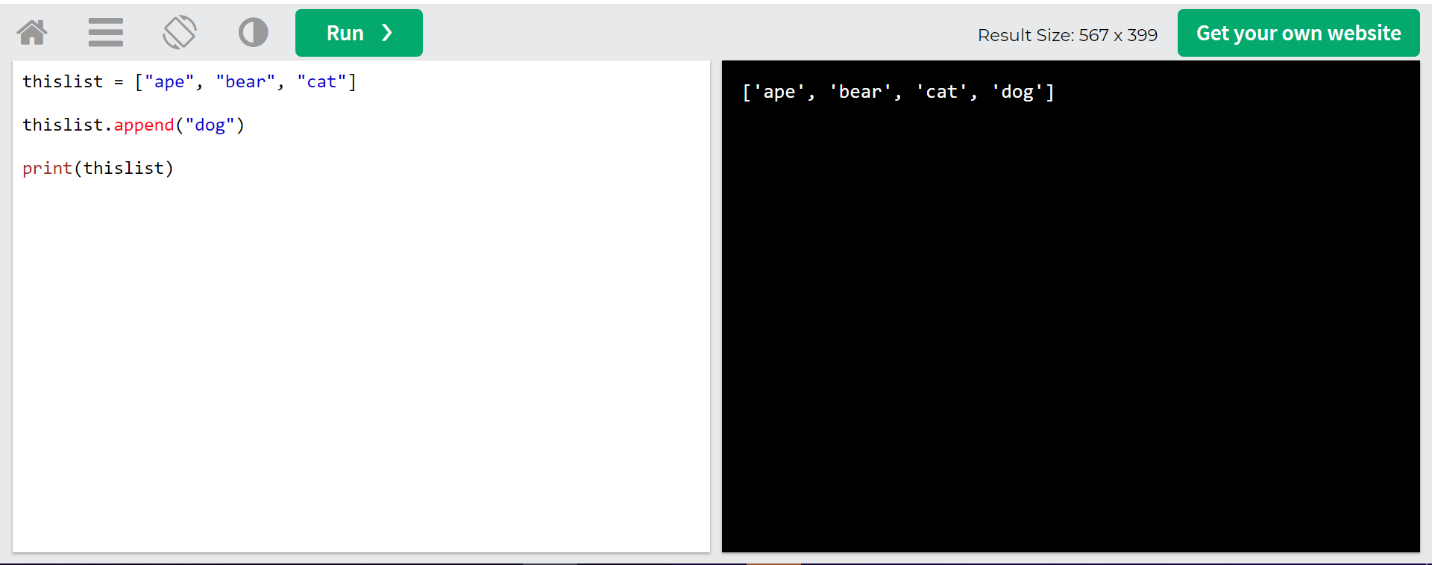 Run ❯
Result Size: 567 x 399
Get your own website
thislist = ["ape", "bear", "cat"]
thislist.append("dog")
print(thislist)
['ape', 'bear', 'cat', 'dog']